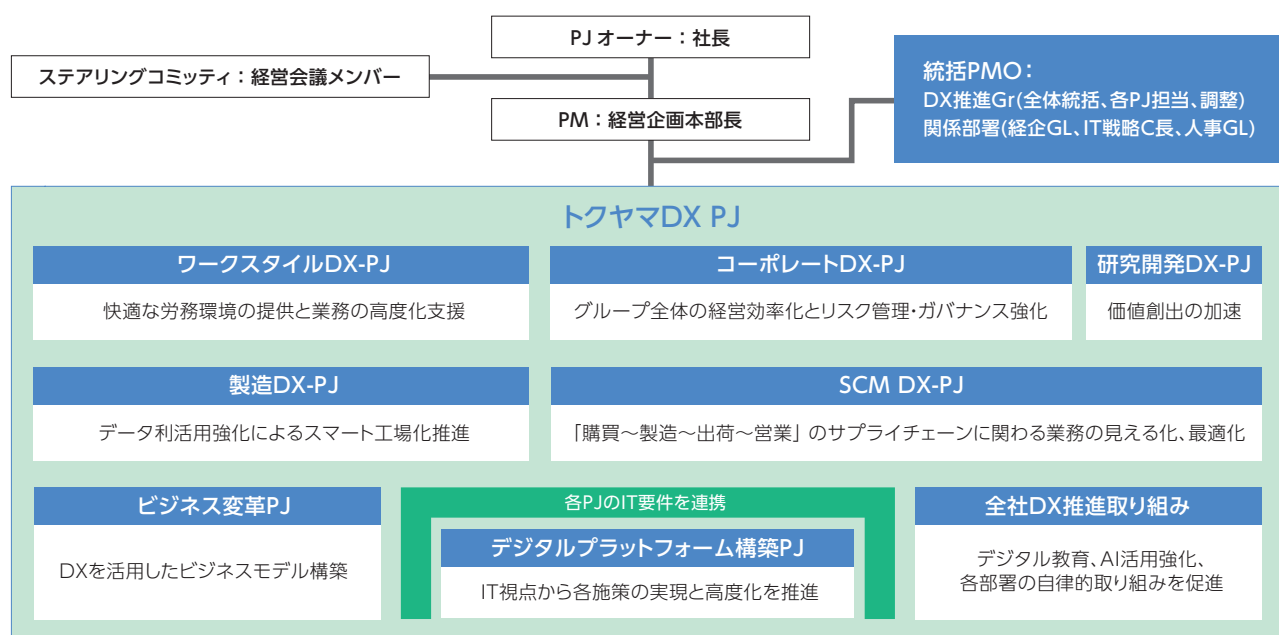 PJ オーナー：社長
ステアリングコミッティ：経営会議メンバー
PM：経営企画本部長
統括PMO：
DX推進Gr(全体統括、各PJ担当、調整)
関係部署(経企GL、IT戦略C長、人事GL)
トクヤマDX PJ
ワークスタイルDX-PJ
快適な労務環境の提供と業務の高度化支援
コーポレートDX-PJ
グループ全体の経営効率化とリスク管理・ガバナンス強化
研究開発DX-PJ
価値創出の加速
製造DX-PJ
データ利活用強化によるスマート工場化推進
SCM DX-PJ
「購買～製造～出荷～営業」のサプライチェーンに関わる業務の見える化、最適化
ビジネス変革PJ
DXを活用したビジネスモデル構築
各PJのIT要件を連携
デジタルプラットフォーム構築PJ
IT視点から各施策の実現と高度化を推進
全社DX推進取り組み
デジタル教育、AI活用強化、
各部署の自律的取り組みを促進